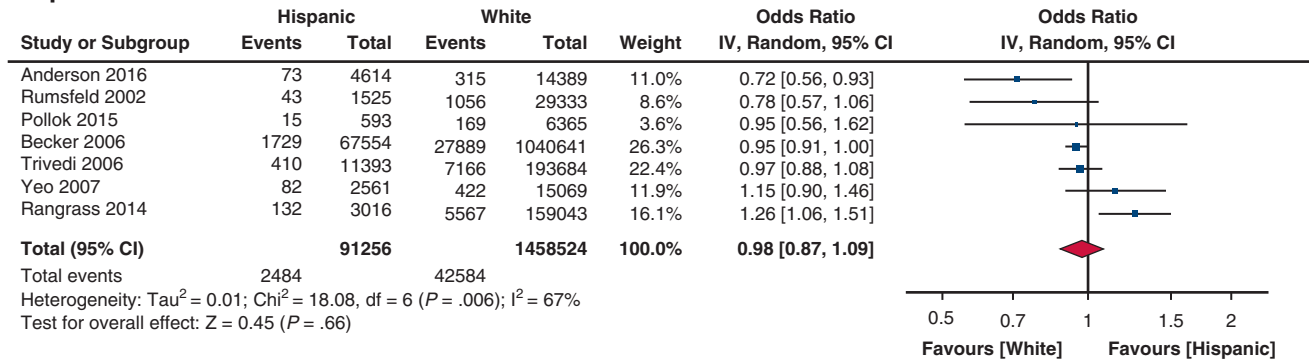 Hispanic White Odds Ratio Odds Ratio
Study or Subgroup Events Total Events Total Weight IV, Random, 95% CI IV, Random, 95% CI
Anderson 2016 73 4614 315 14389 11.0% 0.72 [0.56, 0.93]
Rumsfeld 2002 43 1525 1056 29333 8.6% 0.78 [0.57, 1.06]
Pollok 2015 15 593 169 6365 3.6% 0.95 [0.56, 1.62]
Becker 2006 1729 67554 27889 1040641 26.3% 0.95 [0.91, 1.00]
Trivedi 2006 410 11393 7166 193684 22.4% 0.97 [0.88, 1.08]
Yeo 2007 82 2561 422 15069 11.9% 1.15 [0.90, 1.46]
Rangrass 2014 132 3016 5567 159043 16.1% 1.26 [1.06, 1.51]
Total (95% CI) 91256 1458524 100.0% 0.98 [0.87, 1.09]
Total events 2484 42584
Heterogeneity: Tau² = 0.01; Chi² = 18.08, df = 6 (P = .006); I² = 67%
Test for overall effect: Z = 0.45 (P = .66)
0.5 0.7 1 1.5 2
Favours [White] Favours [Hispanic]